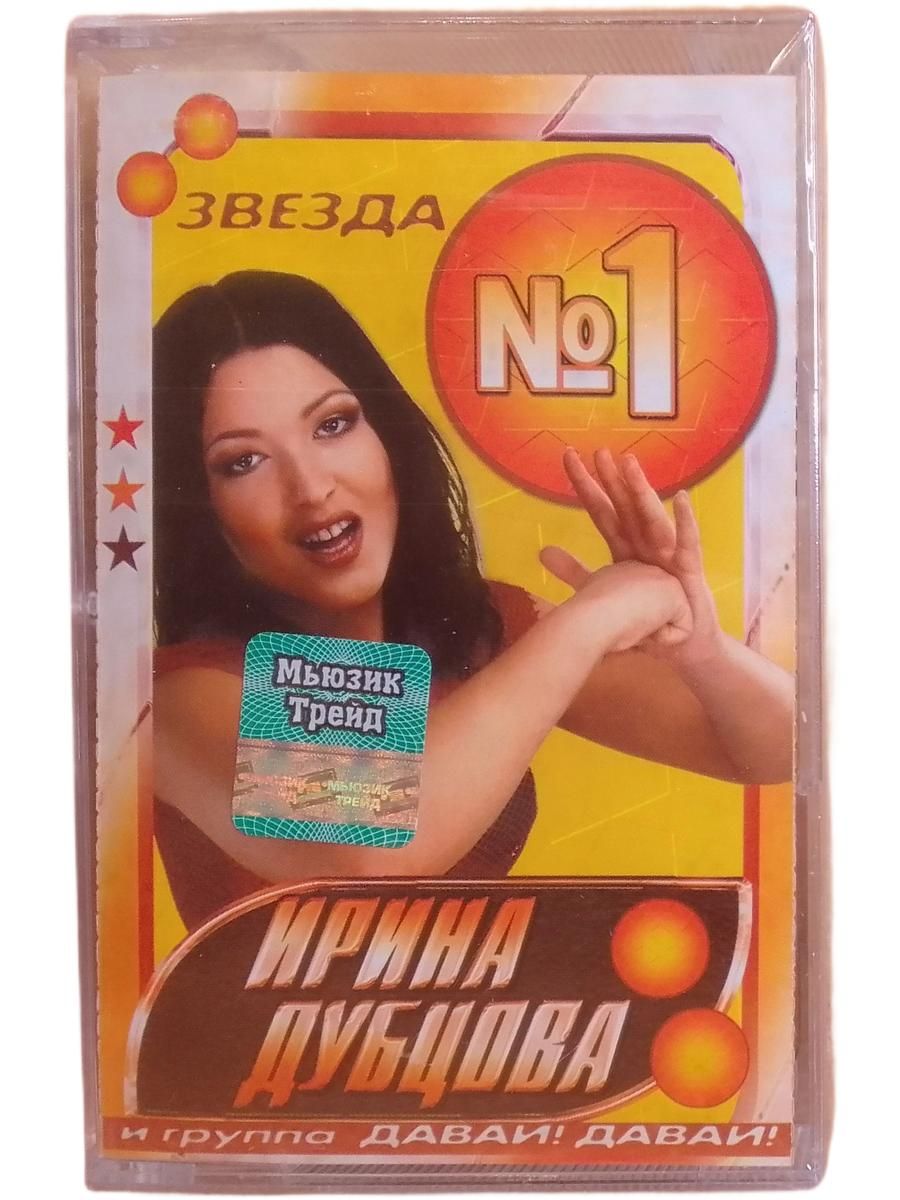 ЗВЕЗДА
№1
Мьюзик
Трейд
МЬЮЗИК
ТРЕЙД
ИРИНА
ДУБЦОВА
и группа ДАВАЙ! ДАВАЙ!